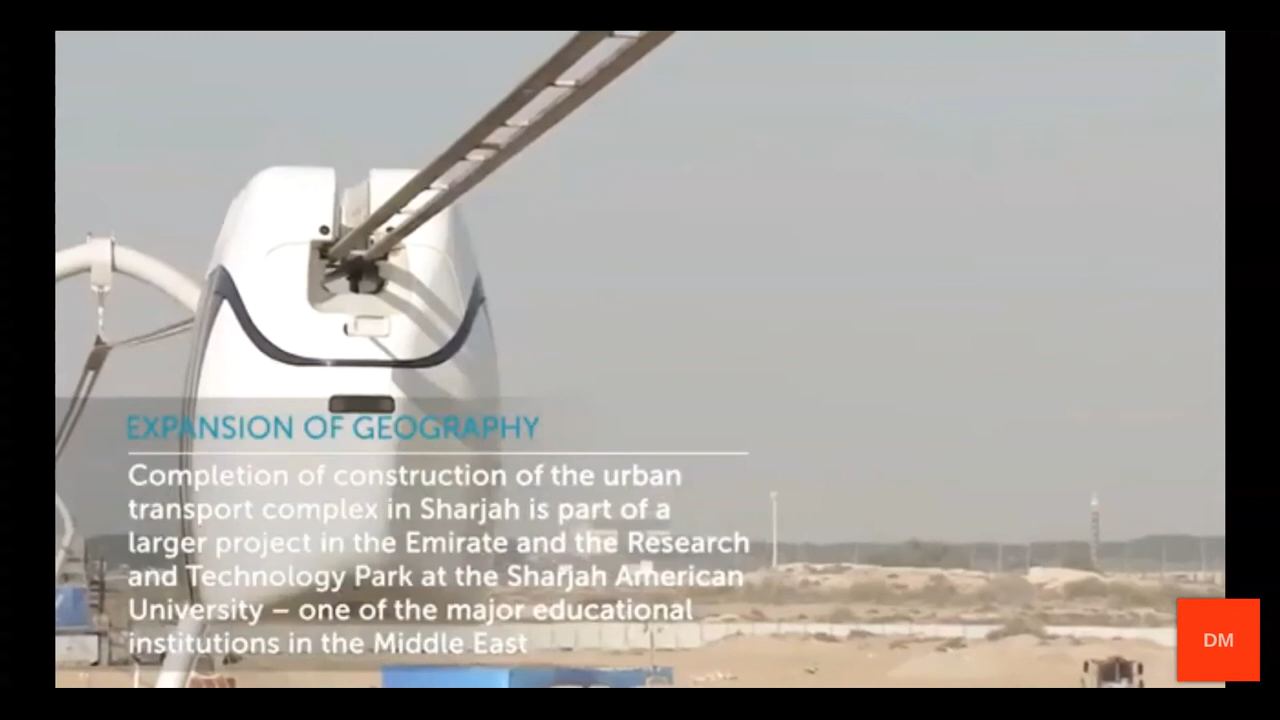 EXPANSION OF GEOGRAPHY
Completion of construction of the urban
transport complex in Sharjah is part of a
larger project in the Emirate and the Research
and Technology Park at the Sharjah American
University – one of the major educational
institutions in the Middle East
DM